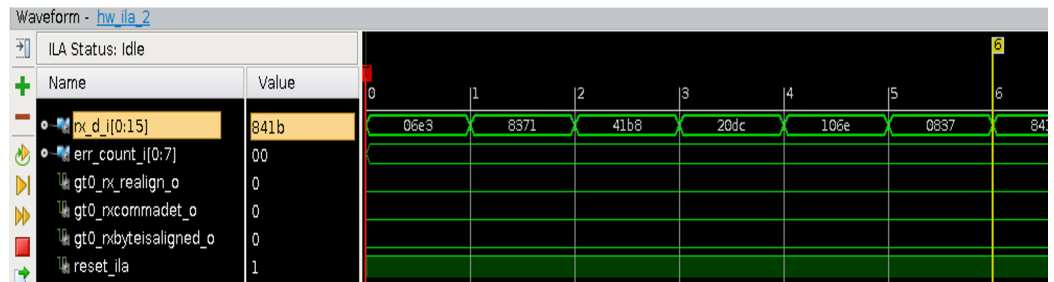 Waveform - hw_ila_2
ILA Status: Idle
Name Value
rx_d_i[0:15] 841b
err_count_i[0:7] 00
gt0_rx_realign_o 0
gt0_rxcommadet_o 0
gt0_rxbyteisaligned_o 0
reset_ila 1
6
0 1 2 3 4 5 6
06e3 8371 41b8 20dc 106e 0837 841